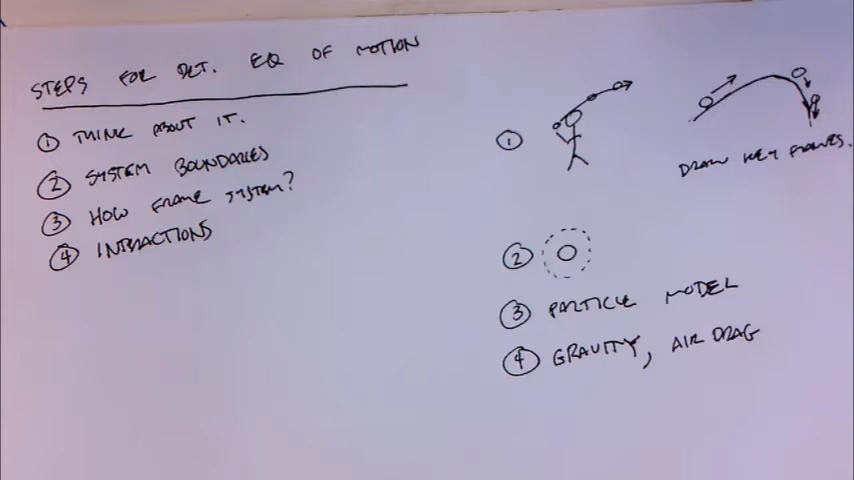 STEPS FOR DET. EQ OF MOTION
① THINK ABOUT IT.
② SYSTEM BOUNDARIES
③ HOW FRAME SYSTEM?
④ INTERACTIONS
①
DRAW KEY FRAMES.
②
③ PARTICLE MODEL
④ GRAVITY, AIR DRAG